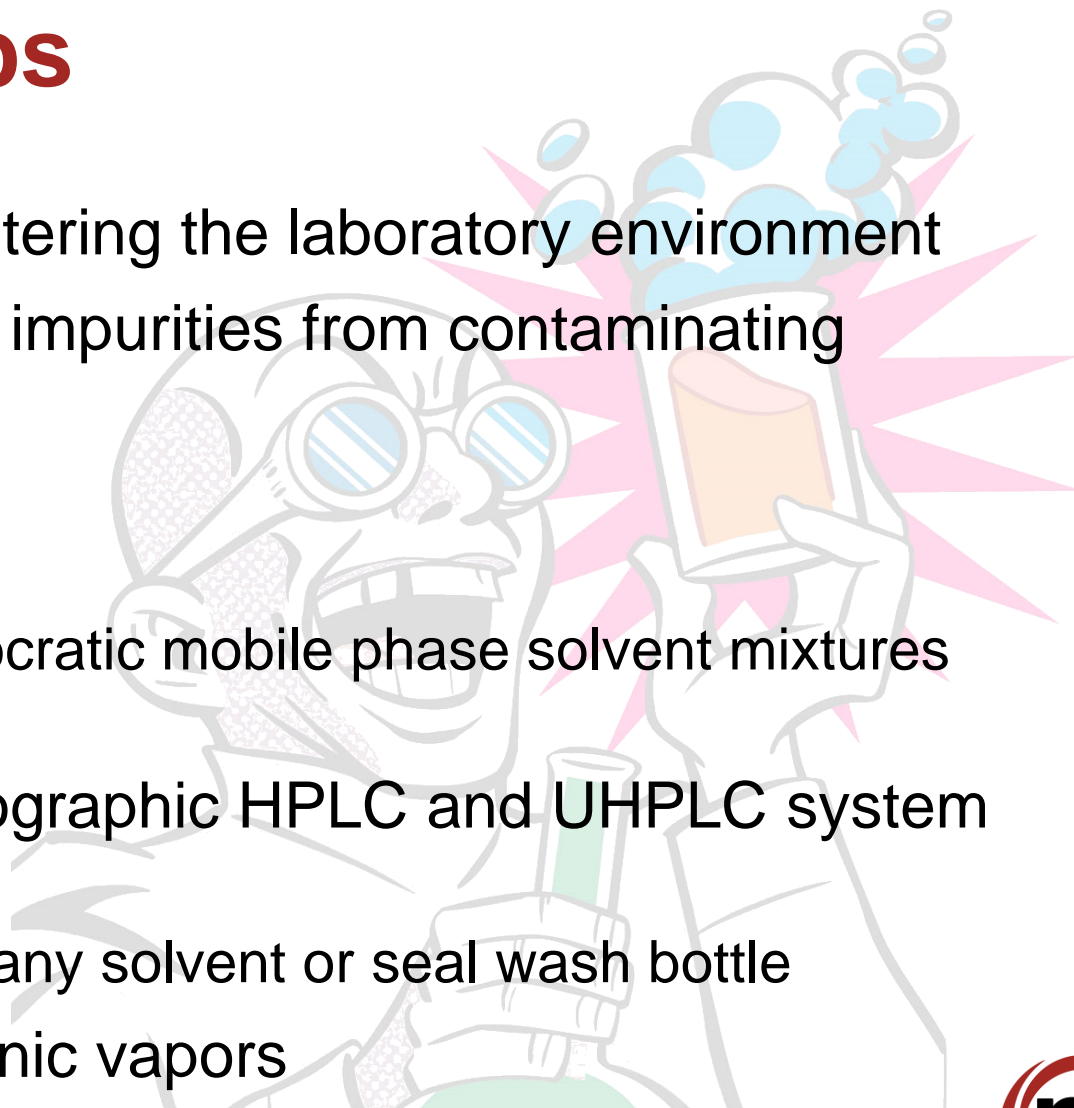 ps
tering the laboratory environment
impurities from contaminating
ocratic mobile phase solvent mixtures
ographic HPLC and UHPLC system
any solvent or seal wash bottle
nic vapors